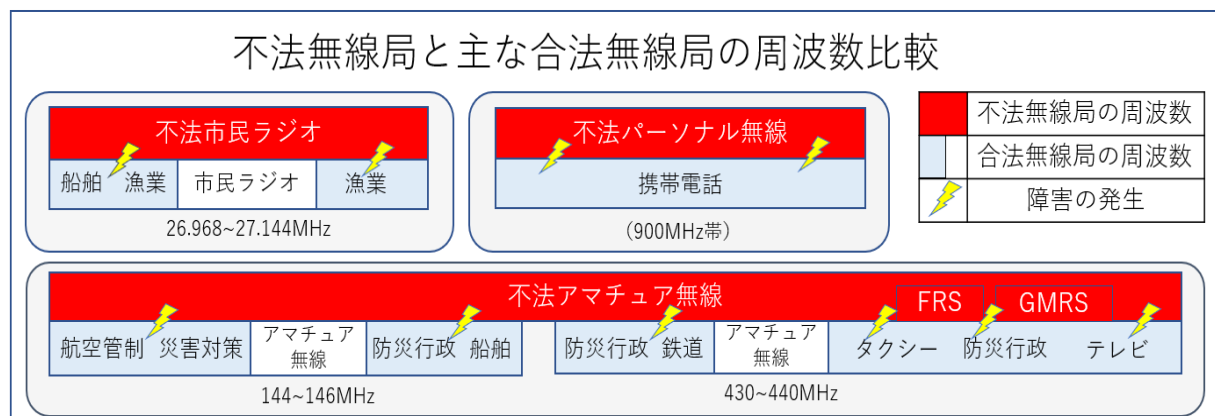 不法無線局と主な合法無線局の周波数比較
不法市民ラジオ
船舶 漁業 市民ラジオ 漁業
26.968~27.144MHz
不法パーソナル無線
携帯電話
(900MHz帯)
不法無線局の周波数
合法無線局の周波数
障害の発生
不法アマチュア無線 FRS GMRS
航空管制 災害対策
アマチュア
無線
防災行政 船舶
防災行政 鉄道
アマチュア
無線
タクシー 防災行政 テレビ
144~146MHz
430~440MHz